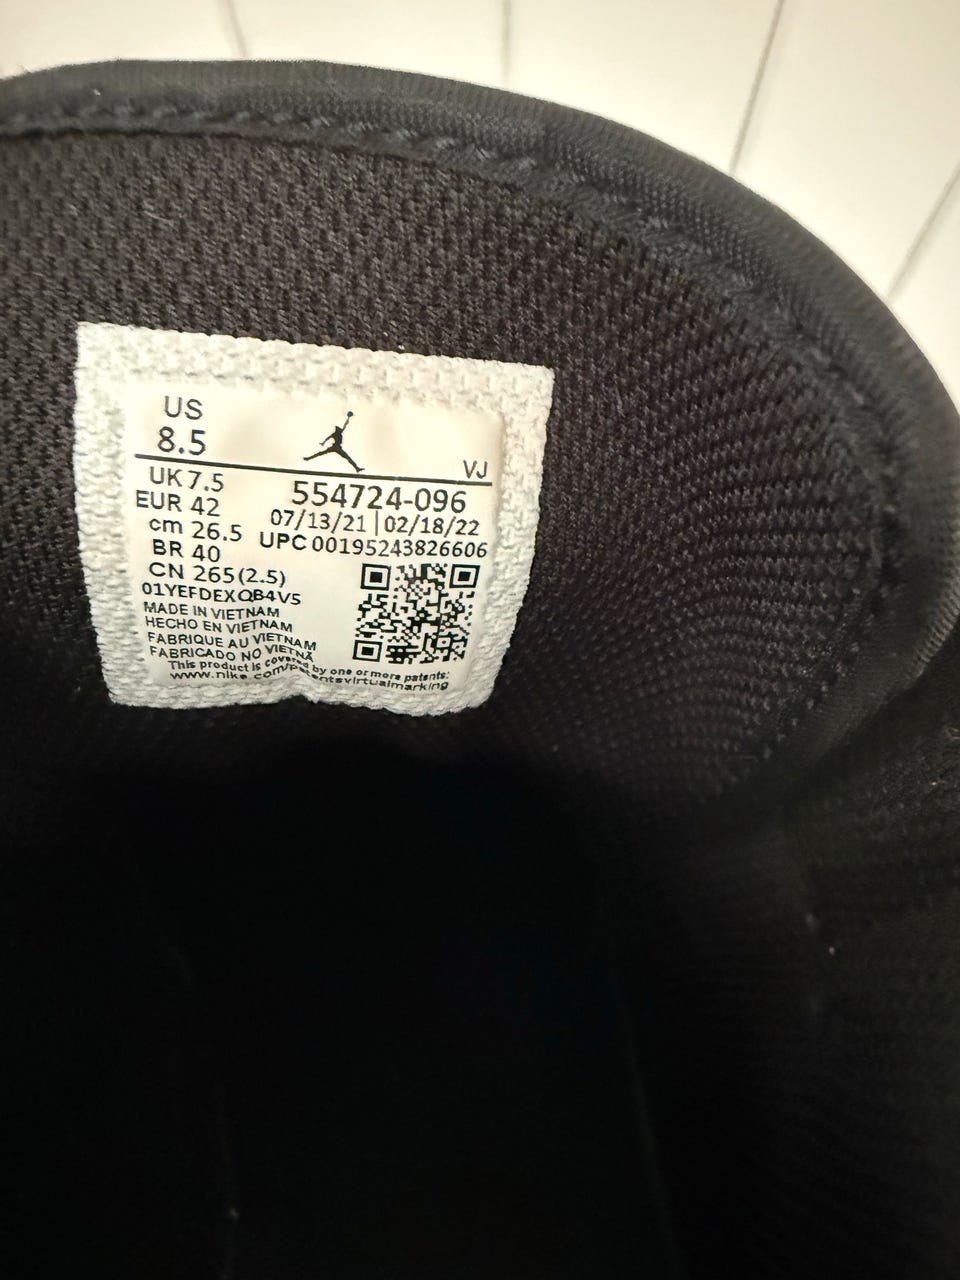 US
8.5
VJ
UK 7.5
554724-096
EUR 42
07/13/21 | 02/18/22
cm 26.5
UPC 00195243826606
BR 40
CN 265(2.5)
01YEFDEXQB4V5
MADE IN VIETNAM
HECHO EN VIETNAM
FABRIQUE AU VIETNAM
FABRICADO NO VIETNÃ
This product is covered by one or more patents:
www.nike.com/patentsvirtualmarking